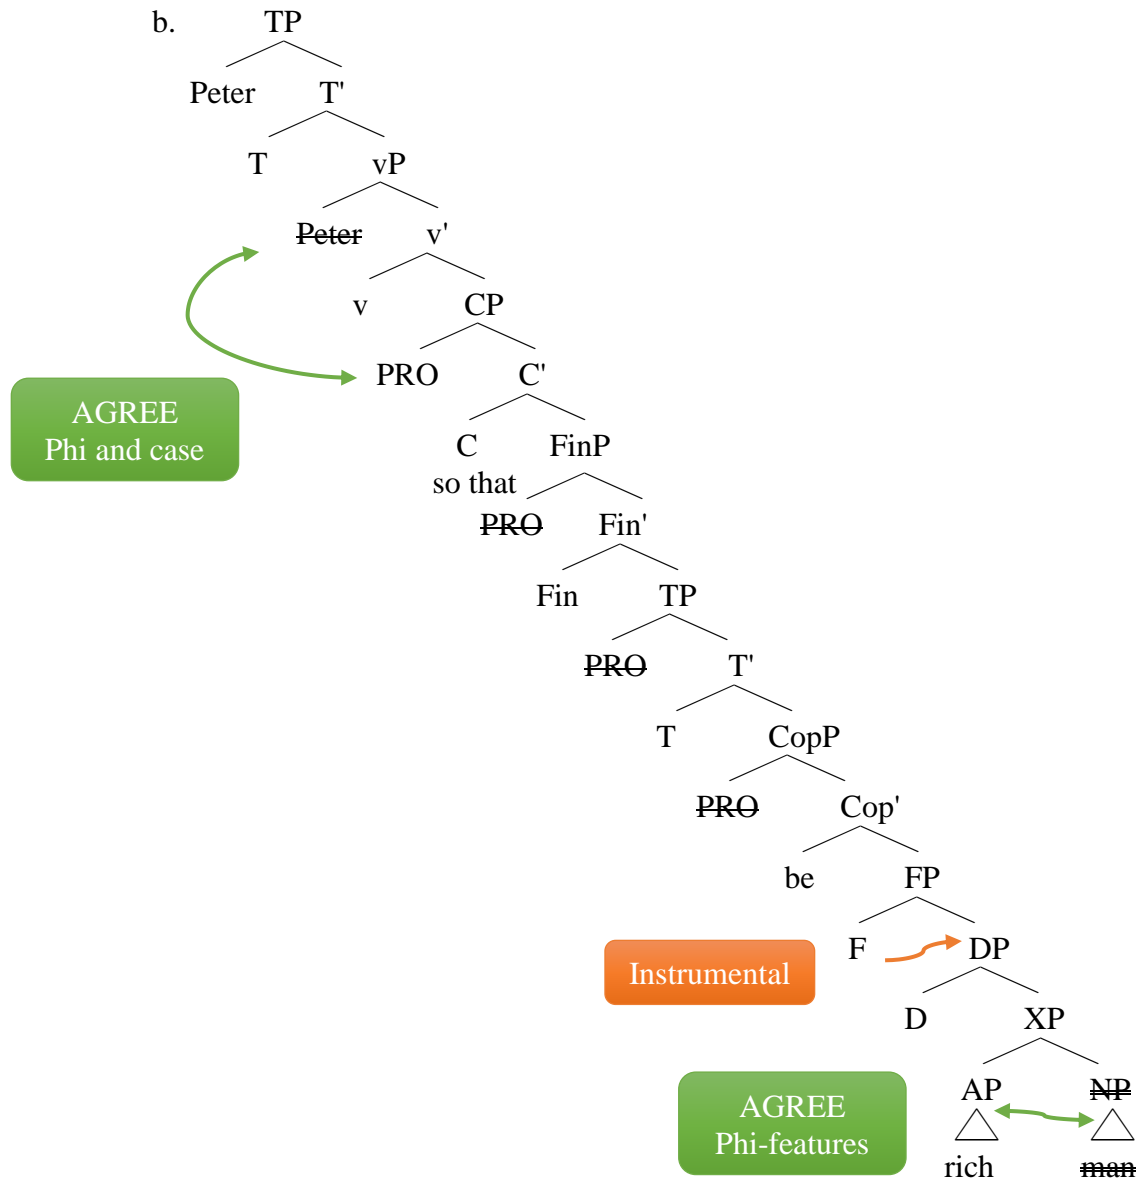 b. TP
Peter T'
T vP
Peter v'
v CP
PRO C'
AGREE
Phi and case
C FinP
so that
PRO Fin'
Fin TP
PRO T'
T CopP
PRO Cop'
be FP
F DP
Instrumental
D XP
AP NP
AGREE
Phi-features
rich man